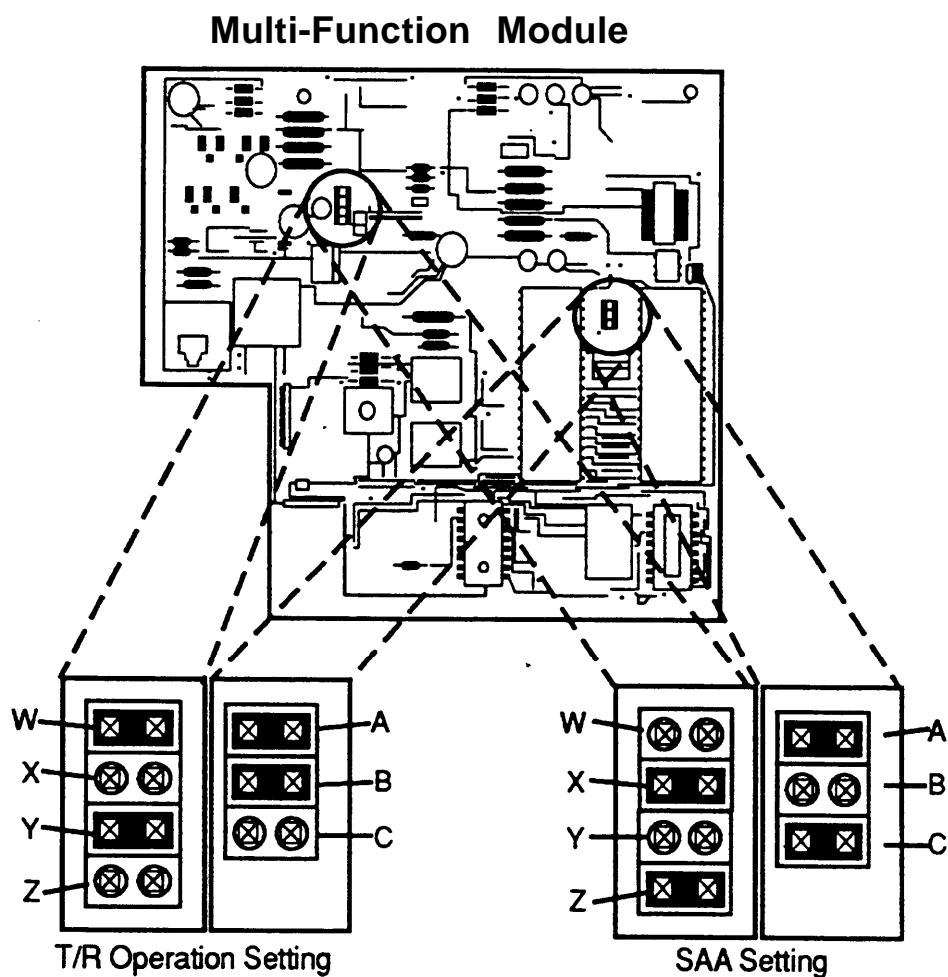 Multi-Function Module
W
X
Y
Z
A
B
C
W
X
Y
Z
A
B
C
T/R Operation Setting
SAA Setting